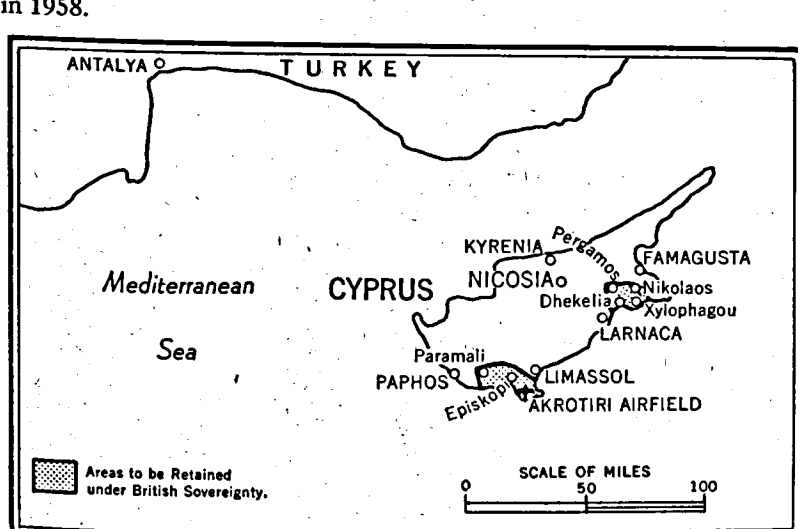 in 1958.
ANTALYA
TURKEY
KYRENIA
Pergamos
FAMAGUSTA
Mediterranean
Sea
CYPRUS
NICOSIA
Nikolaos
Dhekelia
Xylophagou
LARNACA
Paramali
PAPHOS
LIMASSOL
Episkopi
AKROTIRI AIRFIELD
Areas to be Retained
under British Sovereignty.
SCALE OF MILES
0 50 100